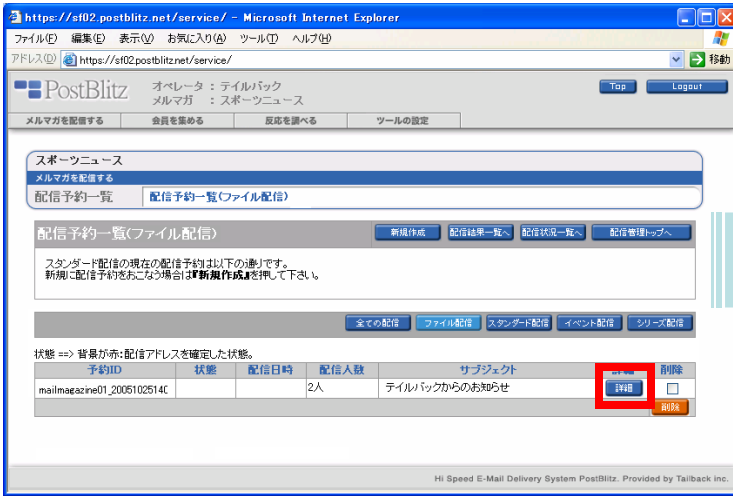 https://sf02.postblitz.net/service/ - Microsoft Internet Explorer
ファイル(F) 編集(E) 表示(V) お気に入り(A) ツール(T) ヘルプ(H)
アドレス(D) https://sf02.postblitz.net/service/ 移動
PostBlitz オペレータ : テイルバック
メルマガ : スポーツニュース
Top Logout
メルマガを配信する 会員を集める 反応を調べる ツールの設定
スポーツニュース
メルマガを配信する
配信予約一覧 配信予約一覧(ファイル配信)
配信予約一覧(ファイル配信) 新規作成 配信結果一覧へ 配信状況一覧へ 配信管理トップへ
スタンダード配信の現在の配信予約は以下の通りです。
新規に配信予約をおこなう場合は『新規作成』を押して下さい。
全ての配信 ファイル配信 スタンダード配信 イベント配信 シリーズ配信
状態 ==> 背景が赤:配信アドレスを確定した状態。
予約ID 状態 配信日時 配信人数 サブジェクト 詳細 削除
mailmagazine01_2005102514C 2人 テイルバックからのお知らせ 詳細
削除
Hi Speed E-Mail Delivery System PostBlitz. Provided by Tailback inc.